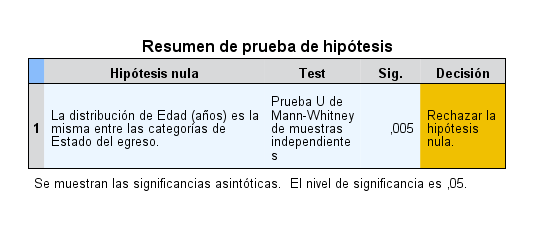 Resumen de prueba de hipótesis
Hipótesis nula Test Sig. Decisión
1 La distribución de Edad (años) es la misma entre las categorías de Estado del egreso.
Prueba U de Mann-Whitney de muestras independientes
,005
Rechazar la hipótesis nula.
Se muestran las significancias asintóticas. El nivel de significancia es ,05.